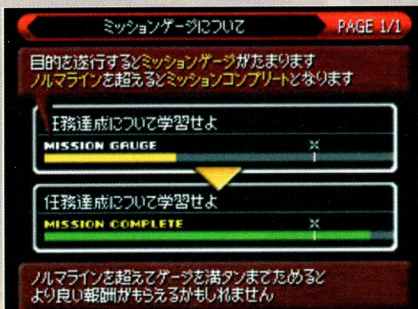 ミッションゲージについて PAGE 1/1
目的を遂行するとミッションゲージがたまります
ノルマラインを超えるとミッションコンプリートとなります
任務達成について学習せよ
MISSION GAUGE
任務達成について学習せよ
MISSION COMPLETE
ノルマラインを超えてゲージを満タンまでためると
より良い報酬がもらえるかもしれません